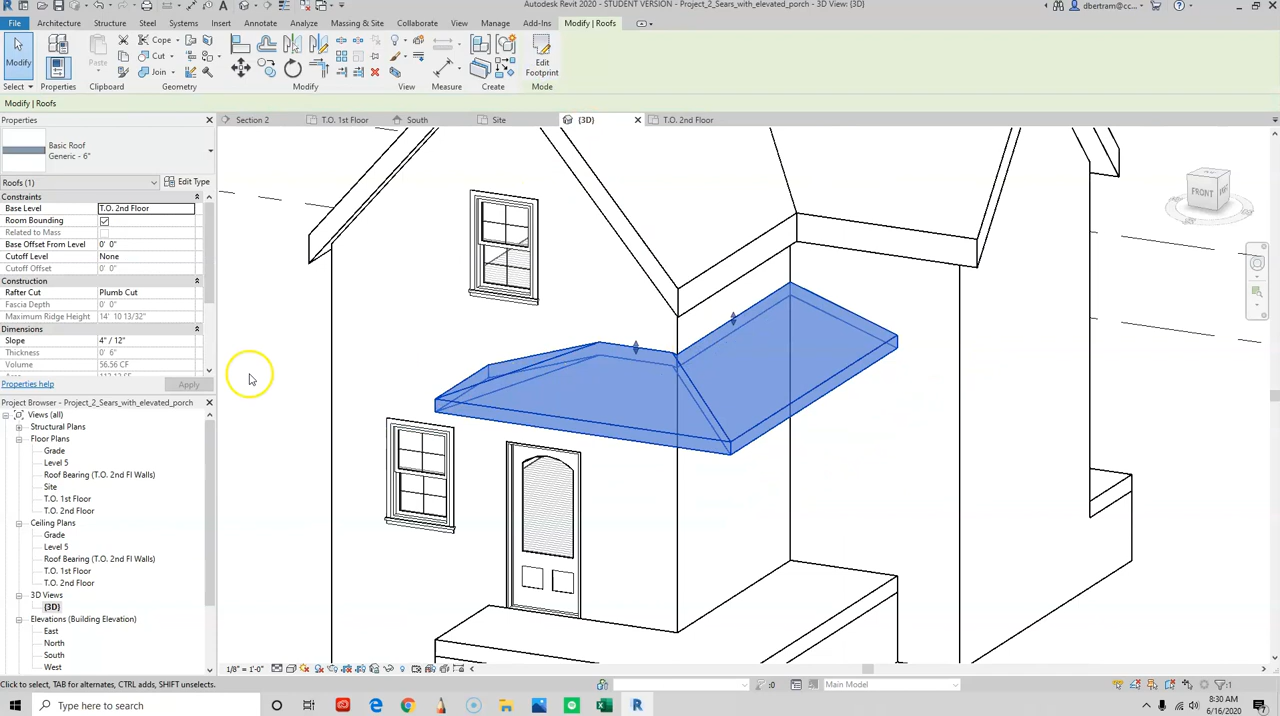 Autodesk Revit 2020.2 - STUDENT VERSION - Project_2_Sears_with_elevated_porch - 3D View: {3D}
dbertram@cc...
File Architecture Structure Steel Systems Insert Annotate Analyze Massing & Site Collaborate View Manage Add-Ins Modify | Roofs
Modify
Properties
Paste
Cope
Cut
Join
Edit
Footprint
Select Properties Clipboard Geometry Modify View Measure Create Mode
Modify | Roofs
Properties
Section 2 T.O. 1st Floor South Site {3D} T.O. 2nd Floor
Basic Roof
Generic - 6"
Roofs (1) Edit Type
Constraints
Base Level T.O. 2nd Floor
Room Bounding
Related to Mass
Base Offset From Level 0' 0"
Cutoff Level None
Cutoff Offset 0' 0"
Construction
Rafter Cut Plumb Cut
Fascia Depth 0' 0"
Maximum Ridge Height 14' 10 13/32"
Dimensions
Slope 4" / 12"
Thickness 0' 6"
Volume 56.56 CF
Properties help Apply
Project Browser - Project_2_Sears_with_elevated_porch
Views (all)
Structural Plans
Floor Plans
Grade
Level 5
Roof Bearing (T.O. 2nd Fl Walls)
Site
T.O. 1st Floor
T.O. 2nd Floor
Ceiling Plans
Grade
Level 5
Roof Bearing (T.O. 2nd Fl Walls)
T.O. 1st Floor
T.O. 2nd Floor
3D Views
{3D}
Elevations (Building Elevation)
East
North
South
West
FRONT
1/8" = 1'-0"
Click to select, TAB for alternates, CTRL adds, SHIFT unselects.
:0
Main Model
:1
Type here to search
8:30 AM
6/16/2020